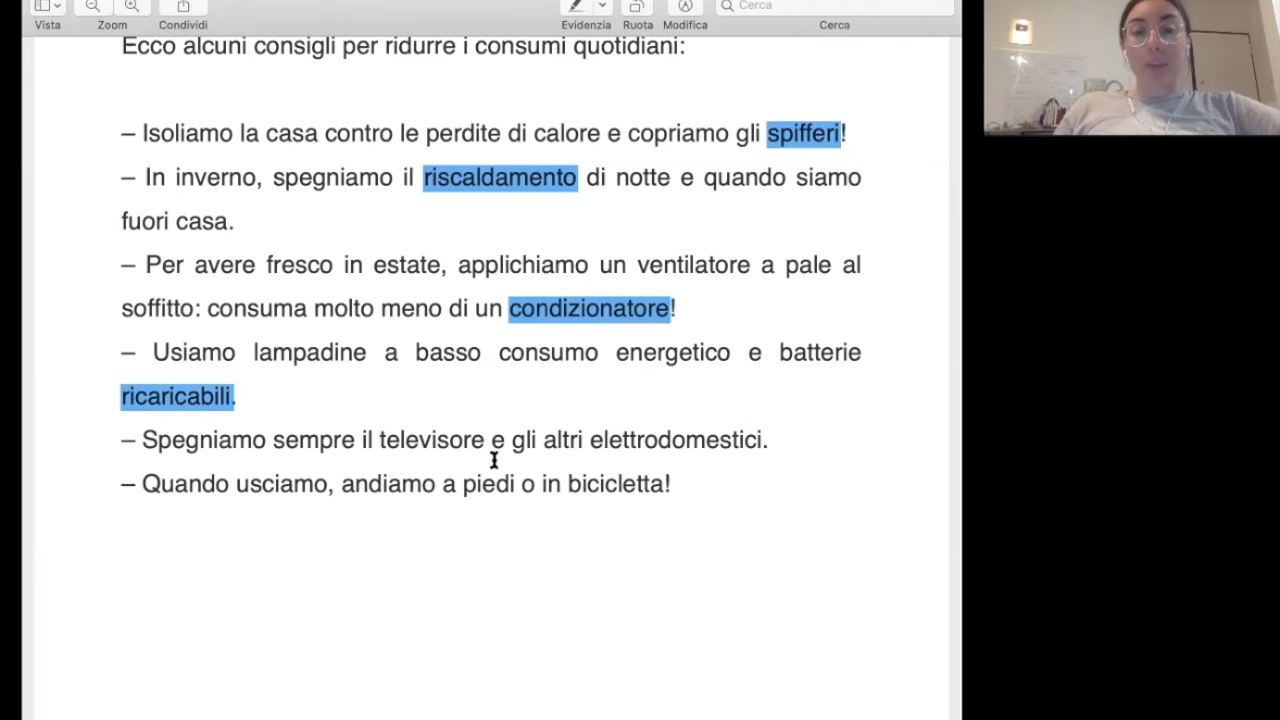 Vista Zoom Condividi Evidenzia Ruota Modifica Cerca Cerca
Ecco alcuni consigli per ridurre i consumi quotidiani:
– Isoliamo la casa contro le perdite di calore e copriamo gli spifferi!
– In inverno, spegniamo il riscaldamento di notte e quando siamo
fuori casa.
– Per avere fresco in estate, applichiamo un ventilatore a pale al
soffitto: consuma molto meno di un condizionatore!
– Usiamo lampadine a basso consumo energetico e batterie
ricaricabili.
– Spegniamo sempre il televisore e gli altri elettrodomestici.
– Quando usciamo, andiamo a piedi o in bicicletta!